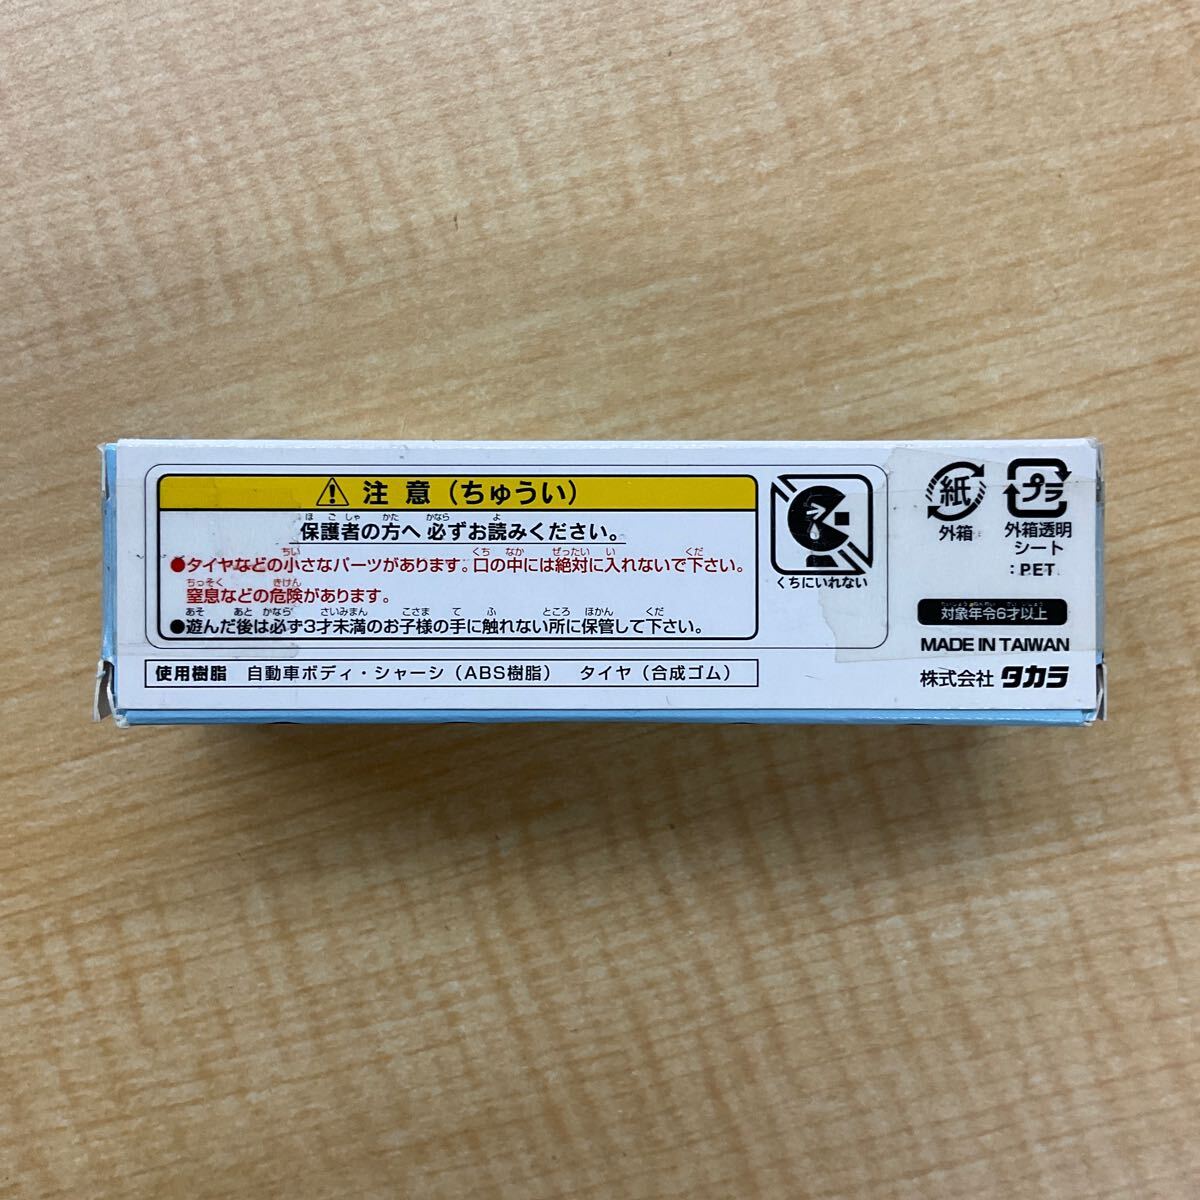 注意（ちゅうい）
保護者の方へ必ずお読みください。
●タイヤなどの小さなパーツがあります。口の中には絶対に入れないで下さい。
窒息などの危険があります。
●遊んだ後は必ず3才未満のお子様の手に触れない所に保管して下さい。
使用樹脂 自動車ボディ・シャーシ（ABS樹脂） タイヤ（合成ゴム）
くちにいれない
紙
外箱
プラ
外箱透明
シート
：PET
対象年令6才以上
MADE IN TAIWAN
株式会社 タカラ